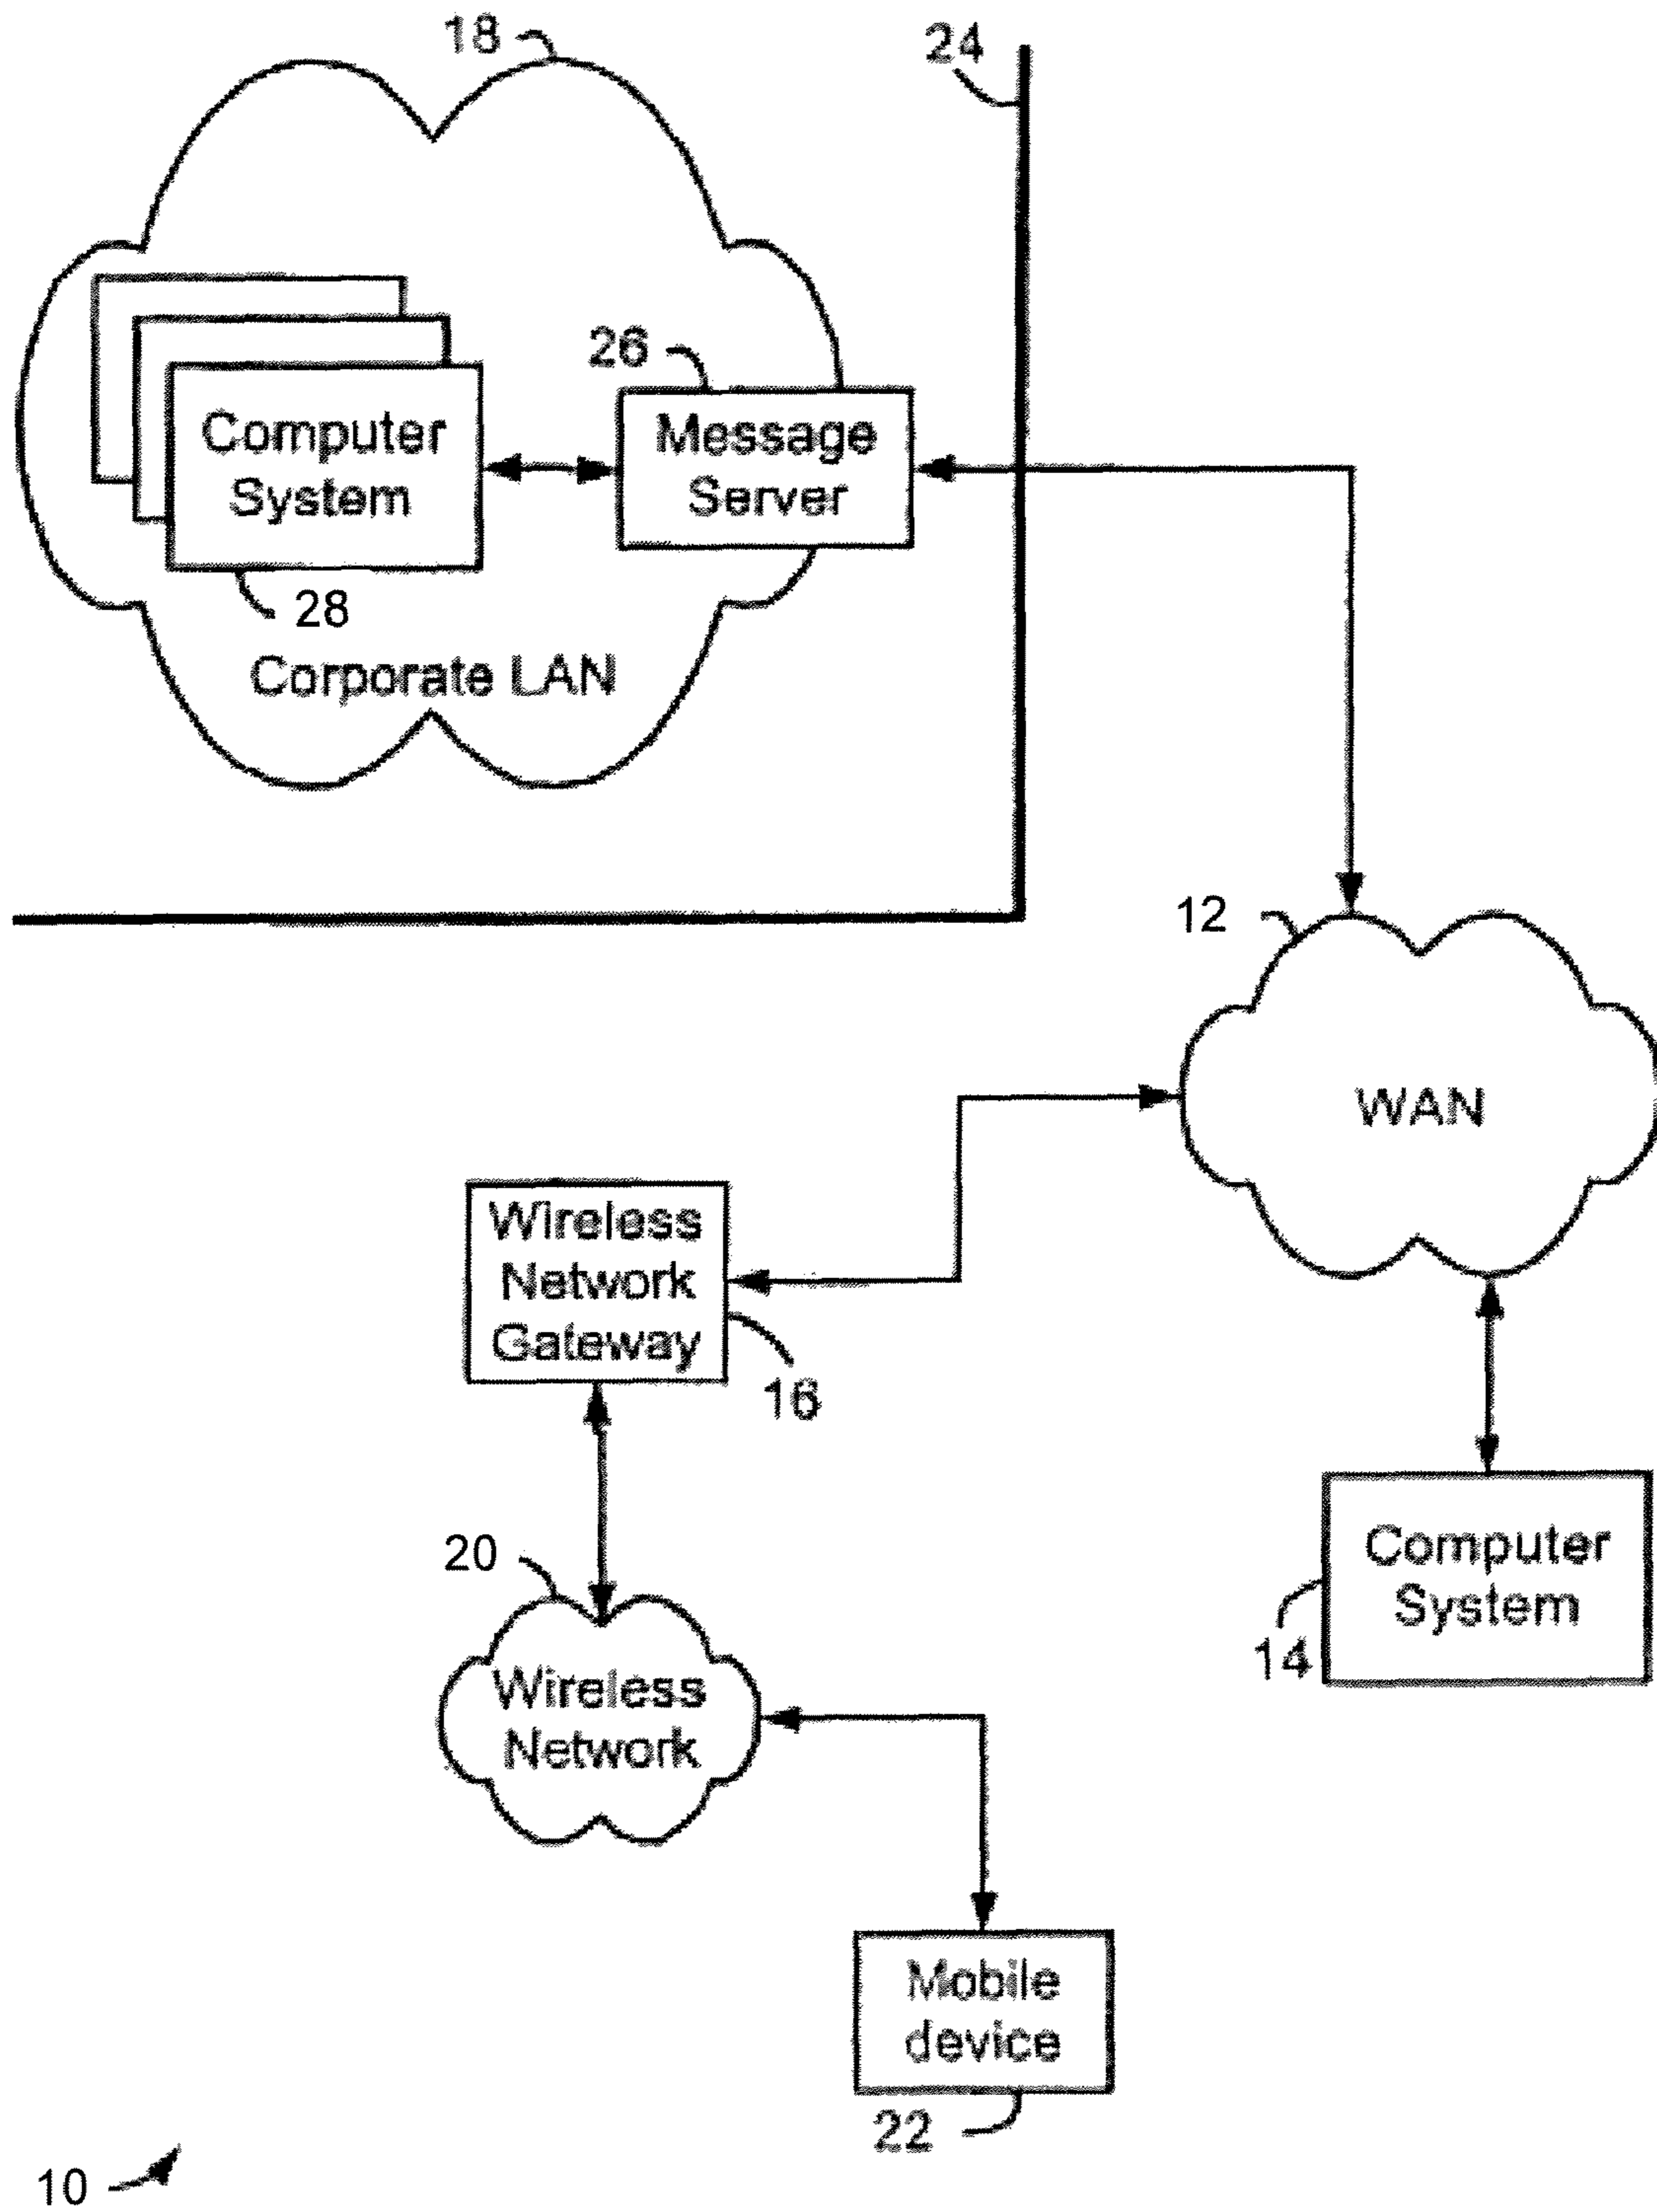 18
24
26
Computer
System
Message
Server
28
Corporate LAN
12
WAN
Wireless
Network
Gateway
16
20
Computer
System
14
Wireless
Network
Mobile
device
22
10